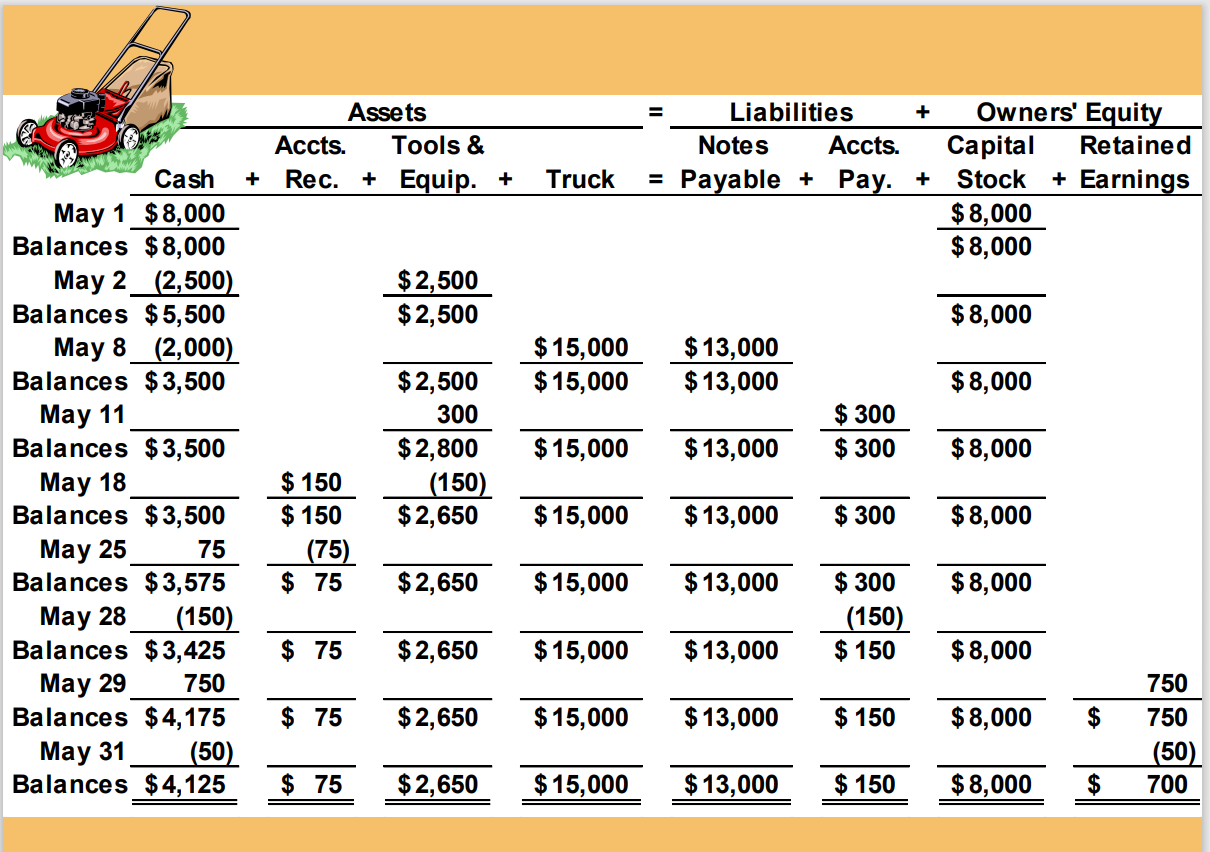 Assets = Liabilities + Owners' Equity
Accts. Tools & Notes Accts. Capital Retained
Cash + Rec. + Equip. + Truck = Payable + Pay. + Stock + Earnings
May 1 $8,000 $8,000
Balances $8,000 $8,000
May 2 (2,500) $2,500
Balances $5,500 $2,500 $8,000
May 8 (2,000) $15,000 $13,000
Balances $3,500 $2,500 $15,000 $13,000 $8,000
May 11 300 $ 300
Balances $3,500 $2,800 $15,000 $13,000 $ 300 $8,000
May 18 $ 150 (150)
Balances $3,500 $ 150 $2,650 $15,000 $13,000 $ 300 $8,000
May 25 75 (75)
Balances $3,575 $ 75 $2,650 $15,000 $13,000 $ 300 $8,000
May 28 (150) (150)
Balances $3,425 $ 75 $2,650 $15,000 $13,000 $ 150 $8,000
May 29 750 750
Balances $4,175 $ 75 $2,650 $15,000 $13,000 $ 150 $8,000 $ 750
May 31 (50) (50)
Balances $4,125 $ 75 $2,650 $15,000 $13,000 $ 150 $8,000 $ 700